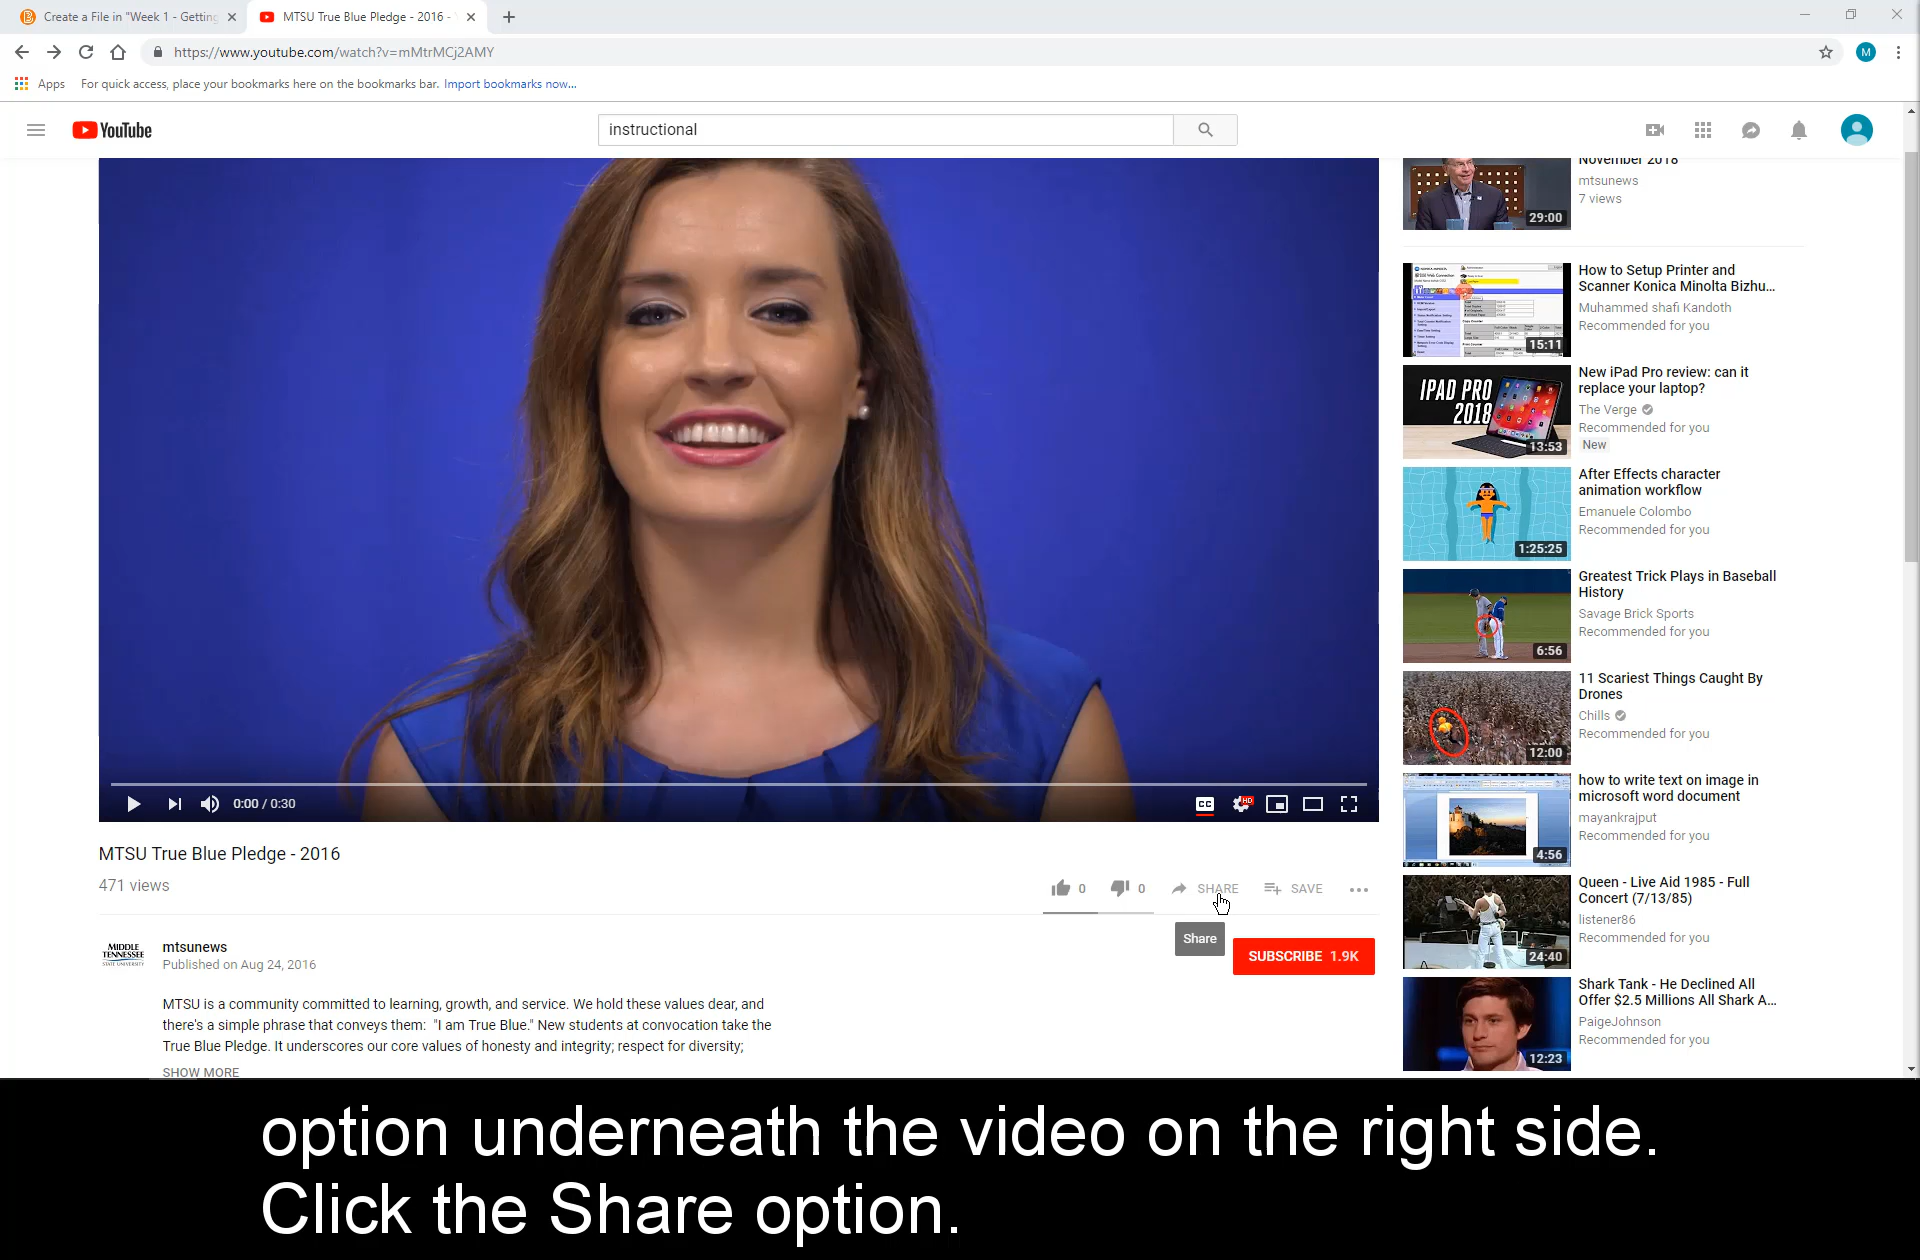 Create a File in "Week 1 - Getting
MTSU True Blue Pledge - 2016 -
https://www.youtube.com/watch?v=mMtrMCj2AMY
M
Apps
For quick access, place your bookmarks here on the bookmarks bar. Import bookmarks now...
YouTube
instructional
November 2018
mtsunews
7 views
29:00
How to Setup Printer and
Scanner Konica Minolta Bizhu...
Muhammed shafi Kandoth
Recommended for you
15:11
New iPad Pro review: can it
replace your laptop?
The Verge
Recommended for you
New
IPAD PRO
2018
13:53
After Effects character
animation workflow
Emanuele Colombo
Recommended for you
1:25:25
Greatest Trick Plays in Baseball
History
Savage Brick Sports
Recommended for you
6:56
11 Scariest Things Caught By
Drones
Chills
Recommended for you
12:00
how to write text on image in
microsoft word document
mayankrajput
Recommended for you
4:56
Queen - Live Aid 1985 - Full
Concert (7/13/85)
listener86
Recommended for you
24:40
Shark Tank - He Declined All
Offer $2.5 Millions All Shark A...
PaigeJohnson
Recommended for you
12:23
0:00 / 0:30
CC
HD
MTSU True Blue Pledge - 2016
471 views
0
0
SHARE
SAVE
Share
SUBSCRIBE 1.9K
MIDDLE
TENNESSEE
STATE UNIVERSITY
mtsunews
Published on Aug 24, 2016
MTSU is a community committed to learning, growth, and service. We hold these values dear, and
there's a simple phrase that conveys them: "I am True Blue." New students at convocation take the
True Blue Pledge. It underscores our core values of honesty and integrity; respect for diversity;
SHOW MORE
option underneath the video on the right side.
Click the Share option.